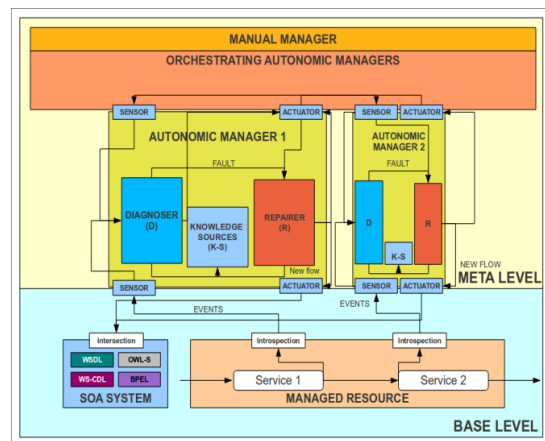 MANUAL MANAGER
ORCHESTRATING AUTONOMIC MANAGERS
SENSOR
ACTUATOR
SENSOR
ACTUATOR
AUTONOMIC MANAGER 1
AUTONOMIC
MANAGER 2
FAULT
FAULT
DIAGNOSER
(D)
KNOWLEDGE
SOURCES
(K-S)
REPAIRER
(R)
D
R
K-S
New flow
NEW FLOW
META LEVEL
SENSOR
ACTUATOR
SENSOR
ACTUATOR
EVENTS
EVENTS
Intersection
Introspection
Introspection
WSDL
OWL-S
WS-CDL
BPEL
SOA SYSTEM
Service 1
Service 2
MANAGED RESOURCE
BASE LEVEL